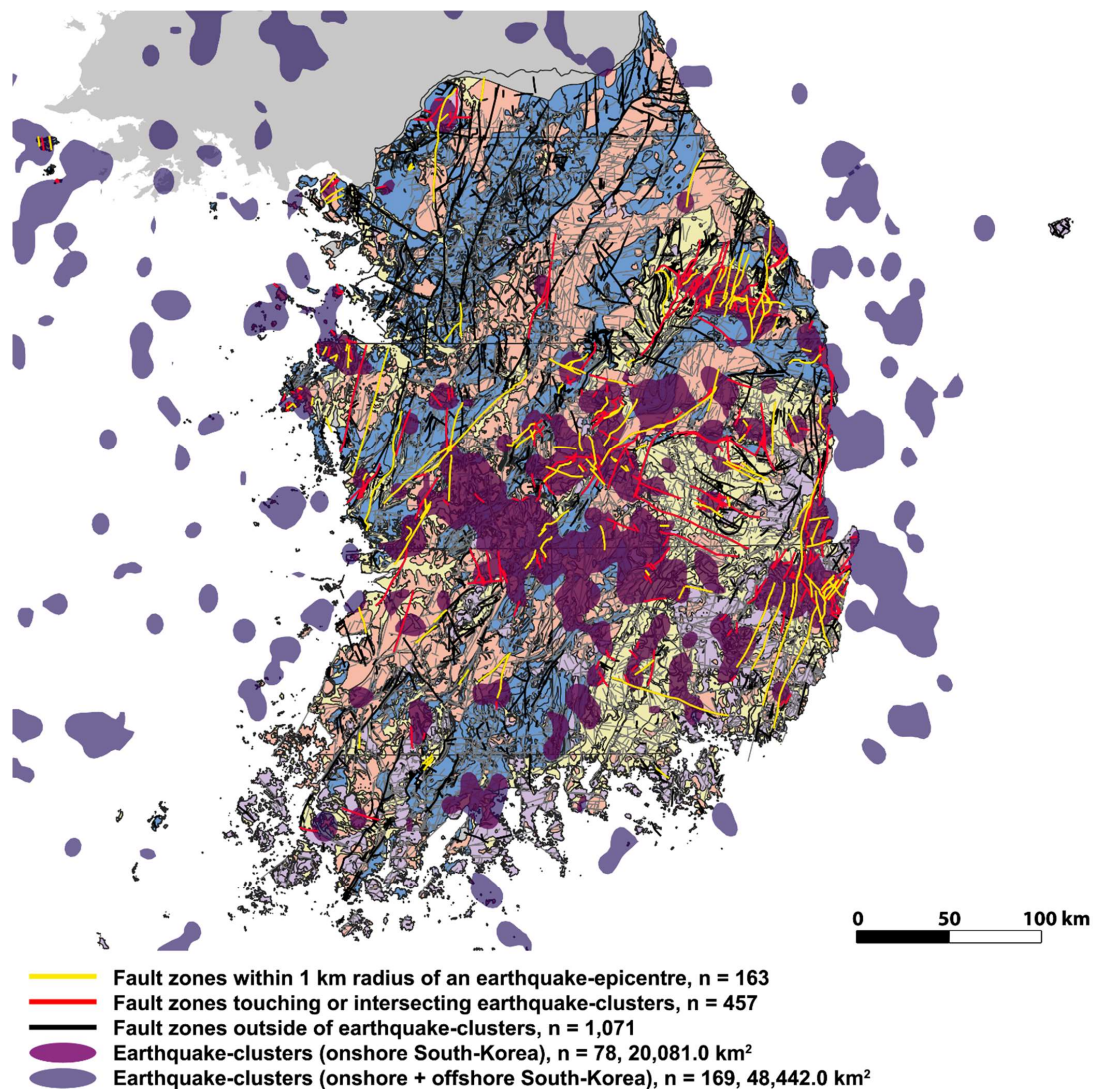 0 50 100 km
Fault zones within 1 km radius of an earthquake-epicentre, n = 163
Fault zones touching or intersecting earthquake-clusters, n = 457
Fault zones outside of earthquake-clusters, n = 1,071
Earthquake-clusters (onshore South-Korea), n = 78, 20,081.0 km²
Earthquake-clusters (onshore + offshore South-Korea), n = 169, 48,442.0 km²